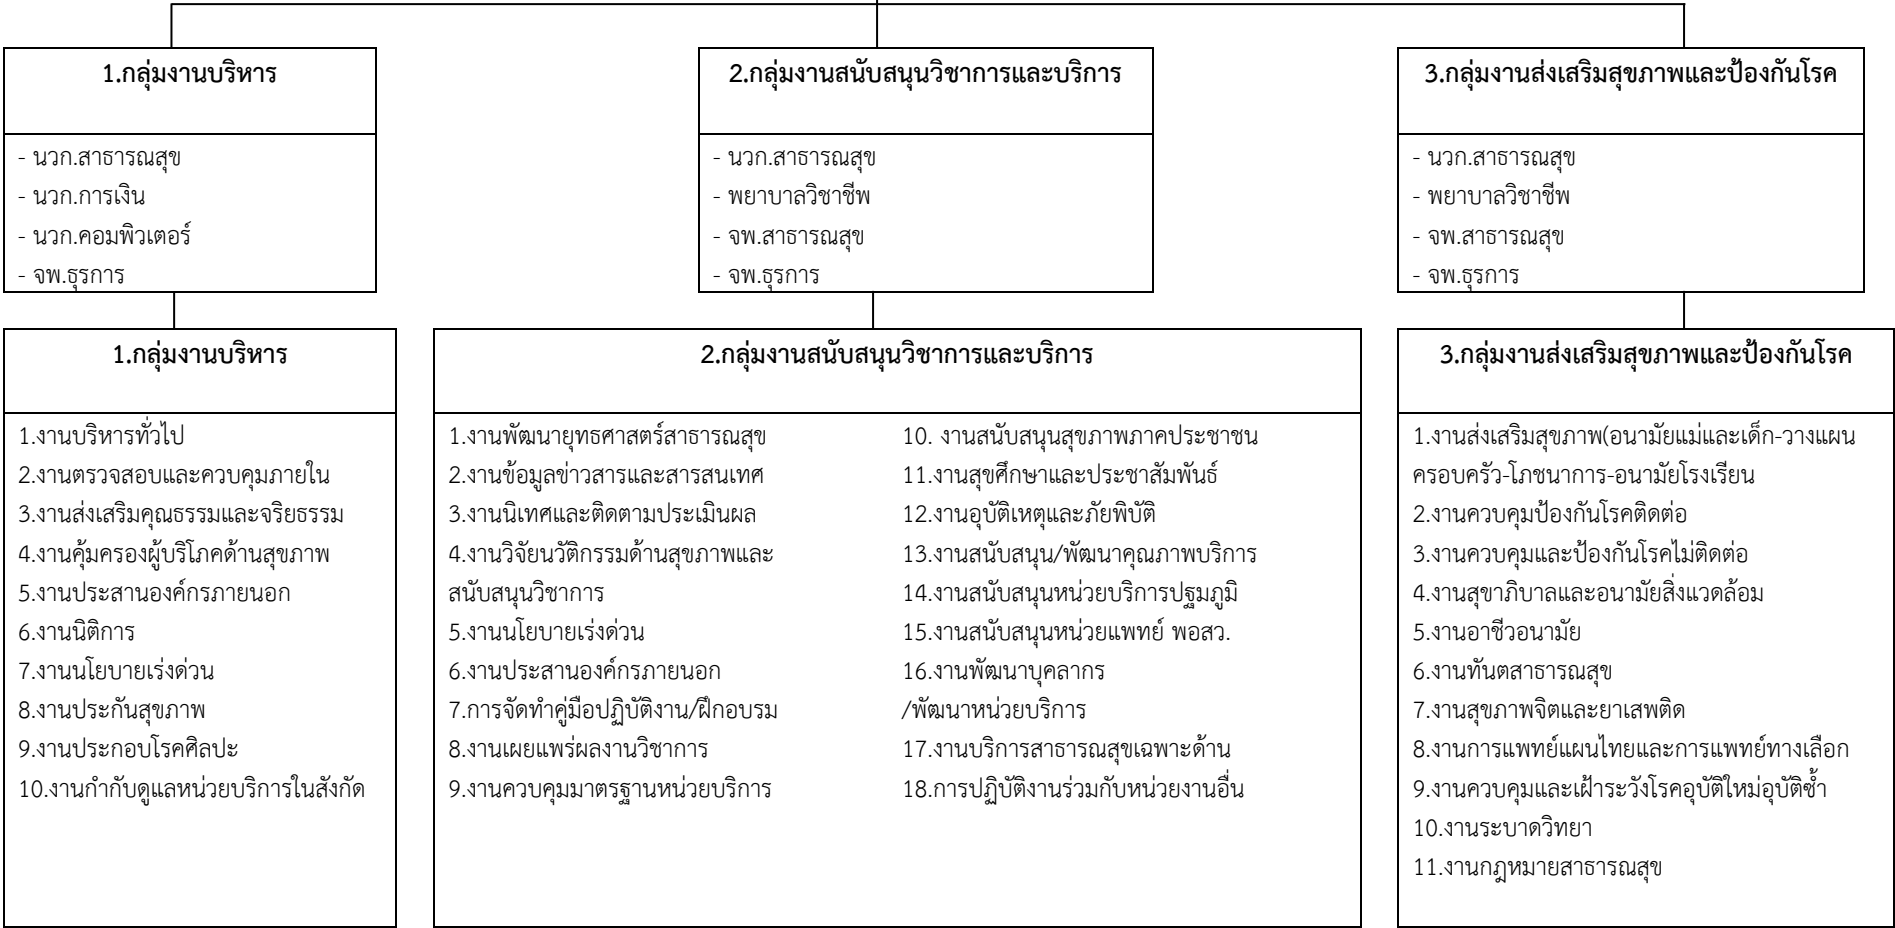 1.กลุ่มงานบริหาร
- นวก.สาธารณสุข
- นวก.การเงิน
- นวก.คอมพิวเตอร์
- จพ.ธุรการ
2.กลุ่มงานสนับสนุนวิชาการและบริการ
- นวก.สาธารณสุข
- พยาบาลวิชาชีพ
- จพ.สาธารณสุข
- จพ.ธุรการ
3.กลุ่มงานส่งเสริมสุขภาพและป้องกันโรค
- นวก.สาธารณสุข
- พยาบาลวิชาชีพ
- จพ.สาธารณสุข
- จพ.ธุรการ
1.กลุ่มงานบริหาร
1.งานบริหารทั่วไป
2.งานตรวจสอบและควบคุมภายใน
3.งานส่งเสริมคุณธรรมและจริยธรรม
4.งานคุ้มครองผู้บริโภคด้านสุขภาพ
5.งานประสานองค์กรภายนอก
6.งานนิติการ
7.งานนโยบายเร่งด่วน
8.งานประกันสุขภาพ
9.งานประกอบโรคศิลปะ
10.งานกำกับดูแลหน่วยบริการในสังกัด
2.กลุ่มงานสนับสนุนวิชาการและบริการ
1.งานพัฒนายุทธศาสตร์สาธารณสุข
2.งานข้อมูลข่าวสารและสารสนเทศ
3.งานนิเทศและติดตามประเมินผล
4.งานวิจัยนวัติกรรมด้านสุขภาพและ
สนับสนุนวิชาการ
5.งานนโยบายเร่งด่วน
6.งานประสานองค์กรภายนอก
7.การจัดทำคู่มือปฏิบัติงาน/ฝึกอบรม
8.งานเผยแพร่ผลงานวิชาการ
9.งานควบคุมมาตรฐานหน่วยบริการ
10. งานสนับสนุนสุขภาพภาคประชาชน
11.งานสุขศึกษาและประชาสัมพันธ์
12.งานอุบัติเหตุและภัยพิบัติ
13.งานสนับสนุน/พัฒนาคุณภาพบริการ
14.งานสนับสนุนหน่วยบริการปฐมภูมิ
15.งานสนับสนุนหน่วยแพทย์ พอสว.
16.งานพัฒนาบุคลากร
/พัฒนาหน่วยบริการ
17.งานบริการสาธารณสุขเฉพาะด้าน
18.การปฏิบัติงานร่วมกับหน่วยงานอื่น
3.กลุ่มงานส่งเสริมสุขภาพและป้องกันโรค
1.งานส่งเสริมสุขภาพ(อนามัยแม่และเด็ก-วางแผน
ครอบครัว-โภชนาการ-อนามัยโรงเรียน
2.งานควบคุมป้องกันโรคติดต่อ
3.งานควบคุมและป้องกันโรคไม่ติดต่อ
4.งานสุขาภิบาลและอนามัยสิ่งแวดล้อม
5.งานอาชีวอนามัย
6.งานทันตสาธารณสุข
7.งานสุขภาพจิตและยาเสพติด
8.งานการแพทย์แผนไทยและการแพทย์ทางเลือก
9.งานควบคุมและเฝ้าระวังโรคอุบัติใหม่อุบัติซ้ำ
10.งานระบาดวิทยา
11.งานกฎหมายสาธารณสุข